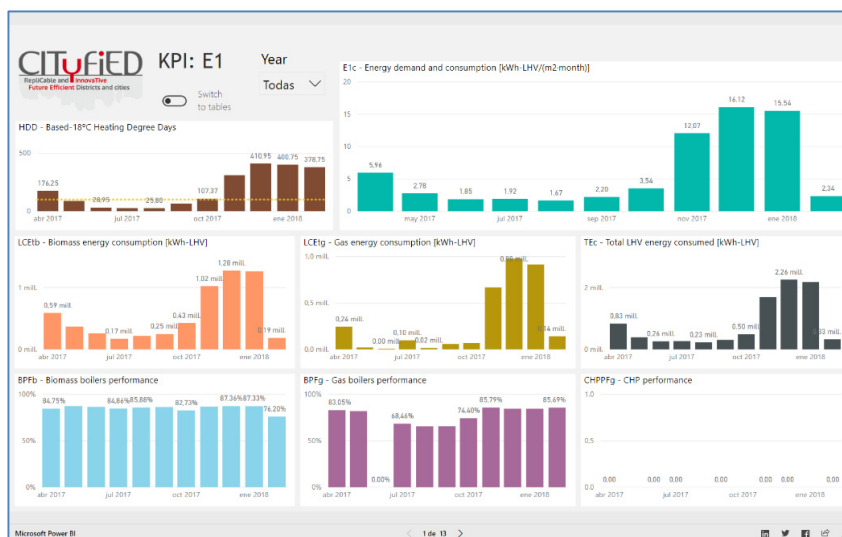 CITyFiED
RepliCable and InnovaTive
Future Efficient Districts and cities
KPI: E1
Switch
to tables
Year
Todas
E1c - Energy demand and consumption [kWh-LHV/(m2·month)]
20
15
10
5
0
5.96
2.78
1.85
1.92
1.67
2.20
3.54
12,07
16.12
15,54
2,34
may 2017
jul 2017
sep 2017
nov 2017
ene 2018
HDD - Based-18ºC Heating Degree Days
500
0
176.25
28,95
25,80
107,37
410,95
400,75
378,75
abr 2017
jul 2017
oct 2017
ene 2018
LCEtb - Biomass energy consumption [kWh-LHV]
1 mill.
0 mill.
0.59 mill.
0.17 mill.
0,25 mill.
0.43 mill.
1.02 mill.
1,28 mill.
0.19 mill.
abr 2017
jul 2017
oct 2017
ene 2018
LCEtg - Gas energy consumption [kWh-LHV]
1,0 mill.
0,5 mill.
0,0 mill.
0,24 mill.
0.00 mill.
0,10 mill.
0.02 mill.
0.14 mill.
abr 2017
jul 2017
oct 2017
ene 2018
TEc - Total LHV energy consumed [kWh-LHV]
2 mill.
0 mill.
0,83 mill.
0.26 mill.
0.23 mill.
0.50 mill.
2.26 mill.
abr 2017
jul 2017
oct 2017
ene 2018
BPFb - Biomass boilers performance
100%
50%
0%
84,75%
84,86%
85,88%
82,73%
87.36%
87.33%
76.20%
abr 2017
jul 2017
oct 2017
ene 2018
BPFg - Gas boilers performance
100%
50%
0%
83,05%
0.00%
68,46%
74,40%
85,79%
85,69%
abr 2017
jul 2017
oct 2017
ene 2018
CHPPFg - CHP performance
1,0
0,5
0,0
0.00
0.00
0.00
0.00
0.00
0.00
abr 2017
jul 2017
oct 2017
ene 2018
Microsoft Power BI
1 de 13